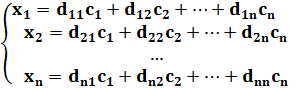 x₁ = d₁₁c₁ + d₁₂c₂ + ⋯ + d₁ₙcₙ
x₂ = d₂₁c₁ + d₂₂c₂ + ⋯ + d₂ₙcₙ
...
xₙ = dₙ₁c₁ + dₙ₂c₂ + ⋯ + dₙₙcₙ